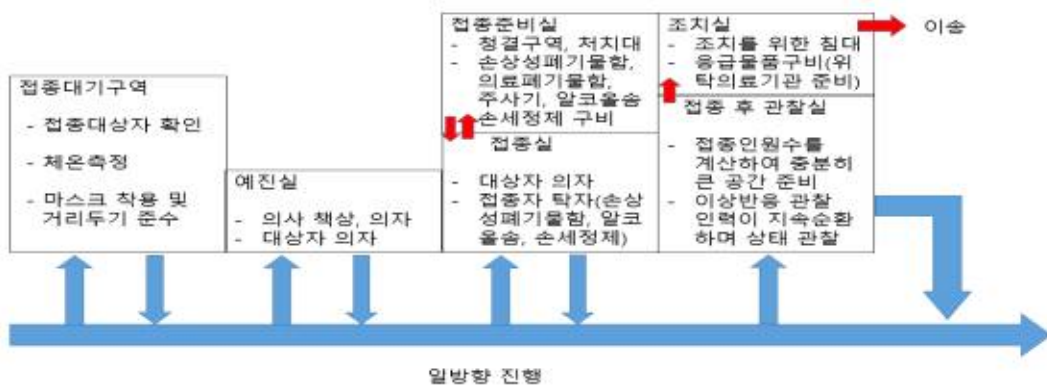 접종대기구역
- 접종대상자 확인
- 체온측정
- 마스크 착용 및
거리두기 준수
예진실
- 의사 책상, 의자
- 대상자 의자
접종준비실
- 청결구역, 처치대
- 손상성폐기물함,
의료폐기물함,
주사기, 알코올솜
손세정제 구비
접종실
- 대상자 의자
- 접종자 탁자(손상
성폐기물함, 알코
올솜, 손세정제)
조치실
- 조치를 위한 침대
- 응급물품구비(위
탁의료기관 준비)
이송
접종 후 관찰실
- 접종인원수를
계산하여 충분히
큰 공간 준비
- 이상반응 관찰
인력이 지속순환
하며 상태 관찰
일방향 진행